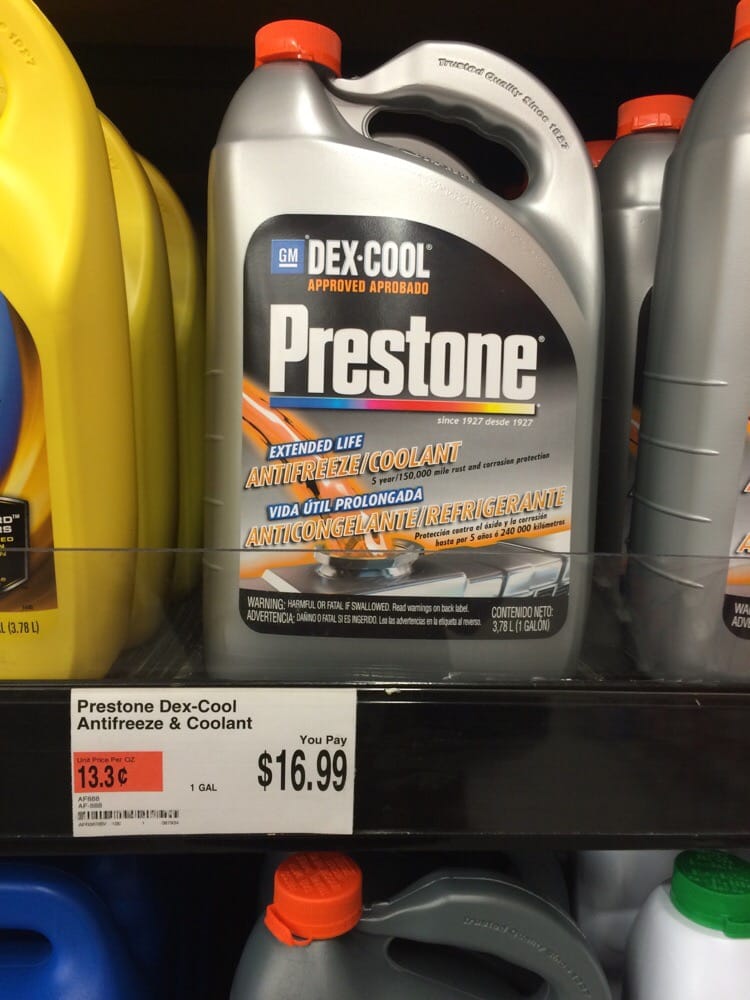 Trusted Quality Since 1927
GM
DEX·COOL®
APPROVED APROBADO
Prestone®
since 1927 desde 1927
EXTENDED LIFE
ANTIFREEZE/COOLANT
5 year/150,000 mile rust and corrosion protection
VIDA ÚTIL PROLONGADA
ANTICONGELANTE/REFRIGERANTE
Protección contra el óxido y la corrosión
hasta por 5 años ó 240 000 kilómetros
WARNING: HARMFUL OR FATAL IF SWALLOWED. Read warnings on back label.
ADVERTENCIA: DAÑINO O FATAL SI ES INGERIDO. Lea las advertencias en la etiqueta al reverso.
CONTENIDO NETO:
3,78 L (1 GALÓN)
L (3.78 L)
Prestone Dex-Cool
Antifreeze & Coolant
Unit Price Per OZ
13.3¢
1 GAL
You Pay
$16.99
AF888
AF-888